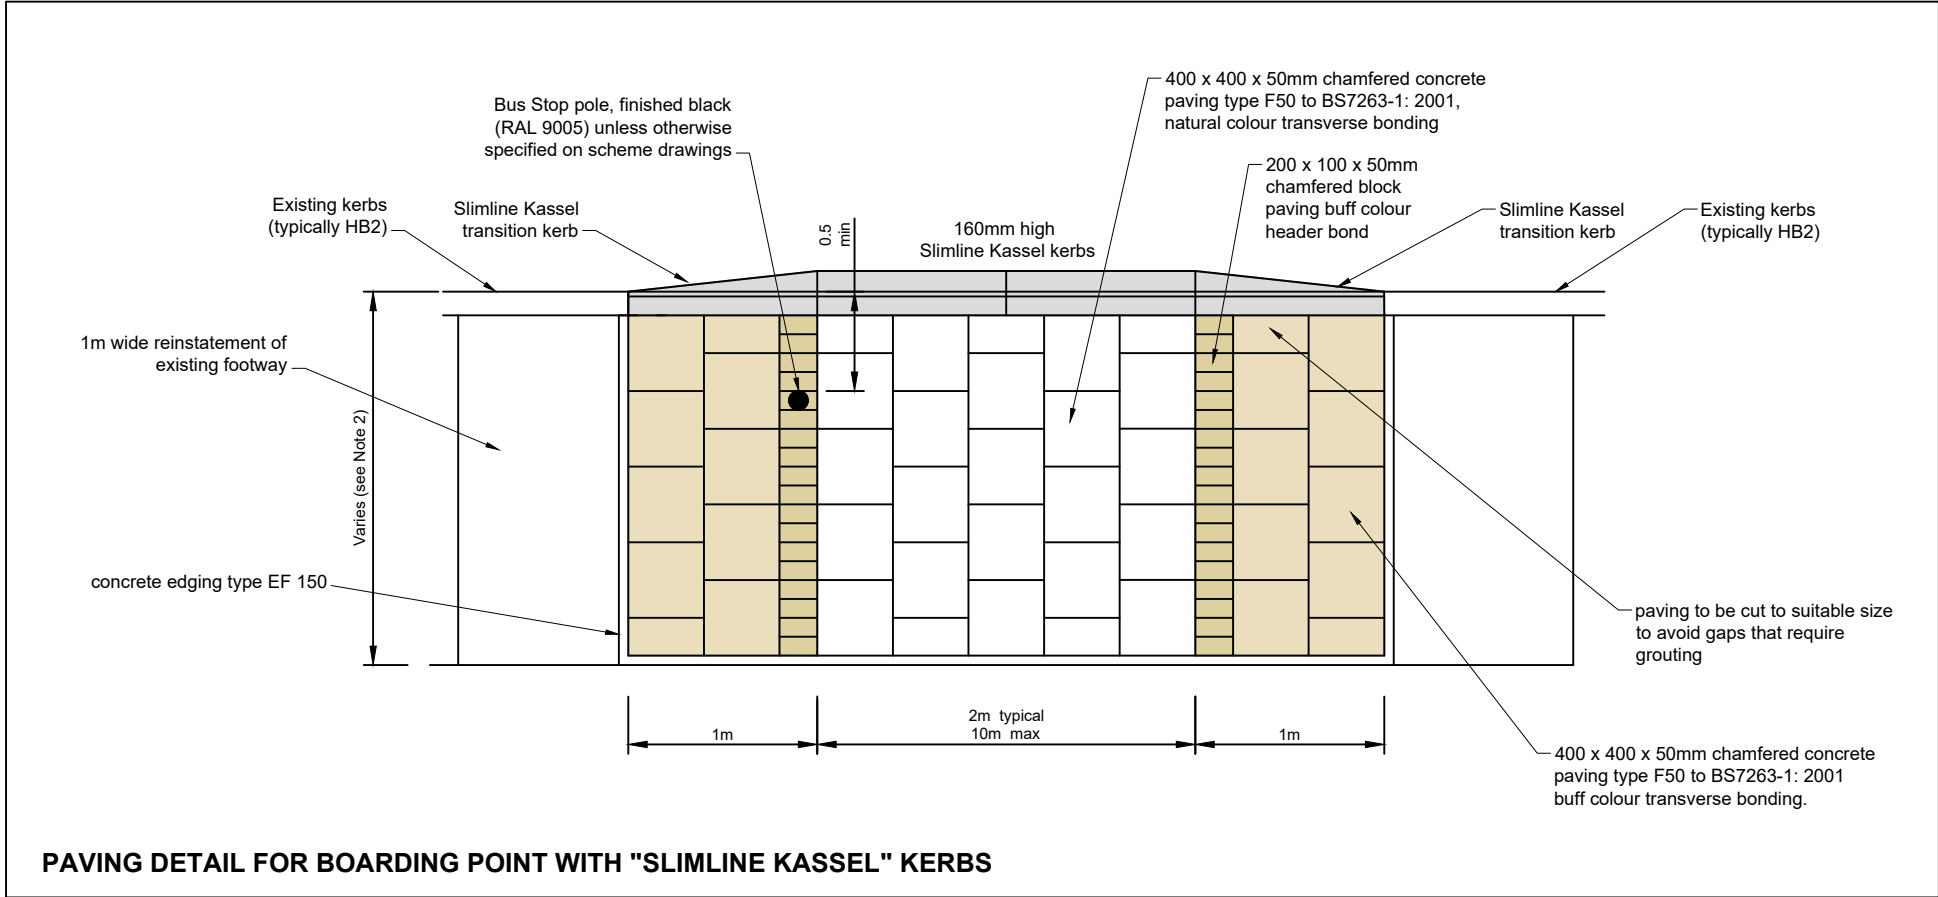 400 x 400 x 50mm chamfered concrete
paving type F50 to BS7263-1: 2001,
natural colour transverse bonding
Bus Stop pole, finished black
(RAL 9005) unless otherwise
specified on scheme drawings
200 x 100 x 50mm
chamfered block
paving buff colour
header bond
Existing kerbs
(typically HB2)
Slimline Kassel
transition kerb
0.5
min
160mm high
Slimline Kassel kerbs
Slimline Kassel
transition kerb
Existing kerbs
(typically HB2)
1m wide reinstatement of
existing footway
Varies (see Note 2)
concrete edging type EF 150
paving to be cut to suitable size
to avoid gaps that require
grouting
1m
2m typical
10m max
1m
400 x 400 x 50mm chamfered concrete
paving type F50 to BS7263-1: 2001
buff colour transverse bonding.
PAVING DETAIL FOR BOARDING POINT WITH "SLIMLINE KASSEL" KERBS